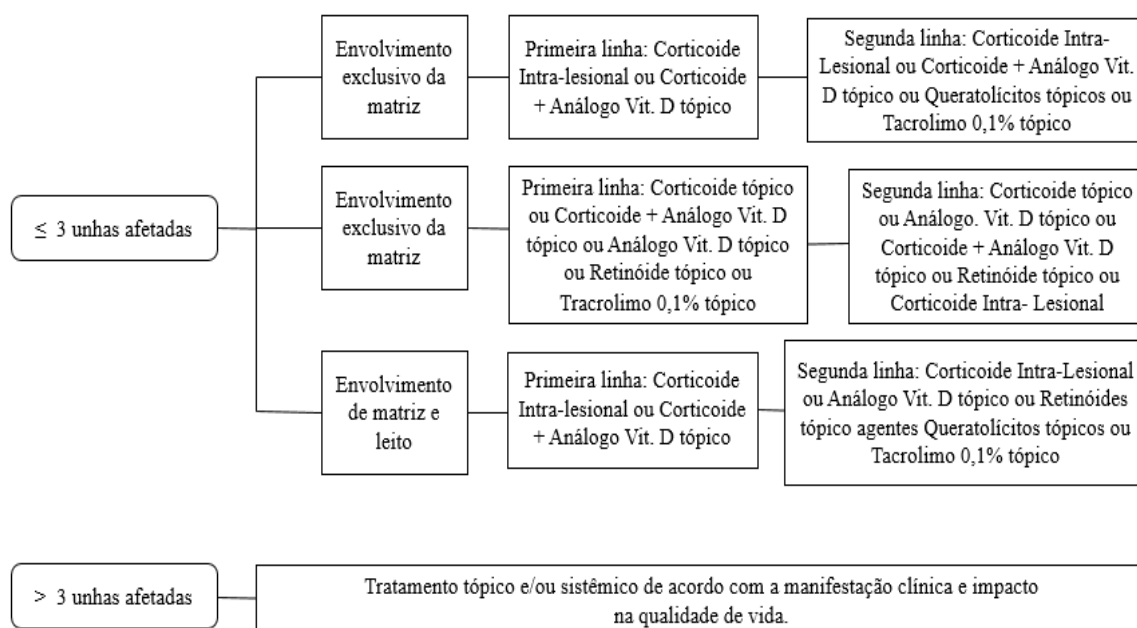 Envolvimento
exclusivo da
matriz
Primeira linha: Corticoide
Intra-lesional ou Corticoide
+ Análogo Vit. D tópico
Segunda linha: Corticoide Intra-
Lesional ou Corticoide + Análogo Vit.
D tópico ou Queratolícitos tópicos ou
Tacrolimo 0,1% tópico
≤ 3 unhas afetadas
Envolvimento
exclusivo da
matriz
Primeira linha: Corticoide tópico
ou Corticoide + Análogo Vit. D
tópico ou Análogo Vit. D tópico
ou Retinóide tópico ou
Tracrolimo 0,1% tópico
Segunda linha: Corticoide tópico
ou Análogo. Vit. D tópico ou
Corticoide + Análogo Vit. D
tópico ou Retinóide tópico ou
Corticoide Intra- Lesional
Envolvimento
de matriz e
leito
Primeira linha: Corticoide
Intra-lesional ou Corticoide
+ Análogo Vit. D tópico
Segunda linha: Corticoide Intra-Lesional
ou Análogo Vit. D tópico ou Retinóides
tópico agentes Queratolícitos tópicos ou
Tacrolimo 0,1% tópico
> 3 unhas afetadas
Tratamento tópico e/ou sistêmico de acordo com a manifestação clínica e impacto
na qualidade de vida.